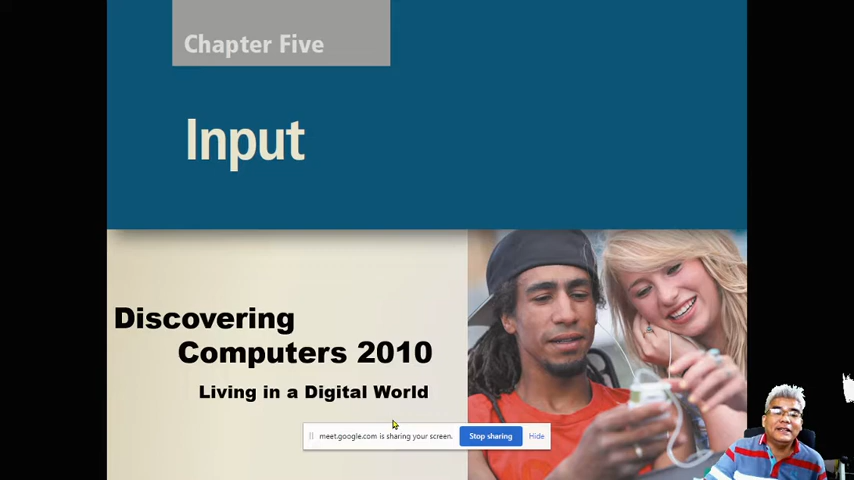 Chapter Five
Input
Discovering
Computers 2010
Living in a Digital World
meet.google.com is sharing your screen.
Stop sharing
Hide